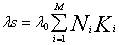 λs = λ₀ ∑_{i=1}^{M} N_i K_i